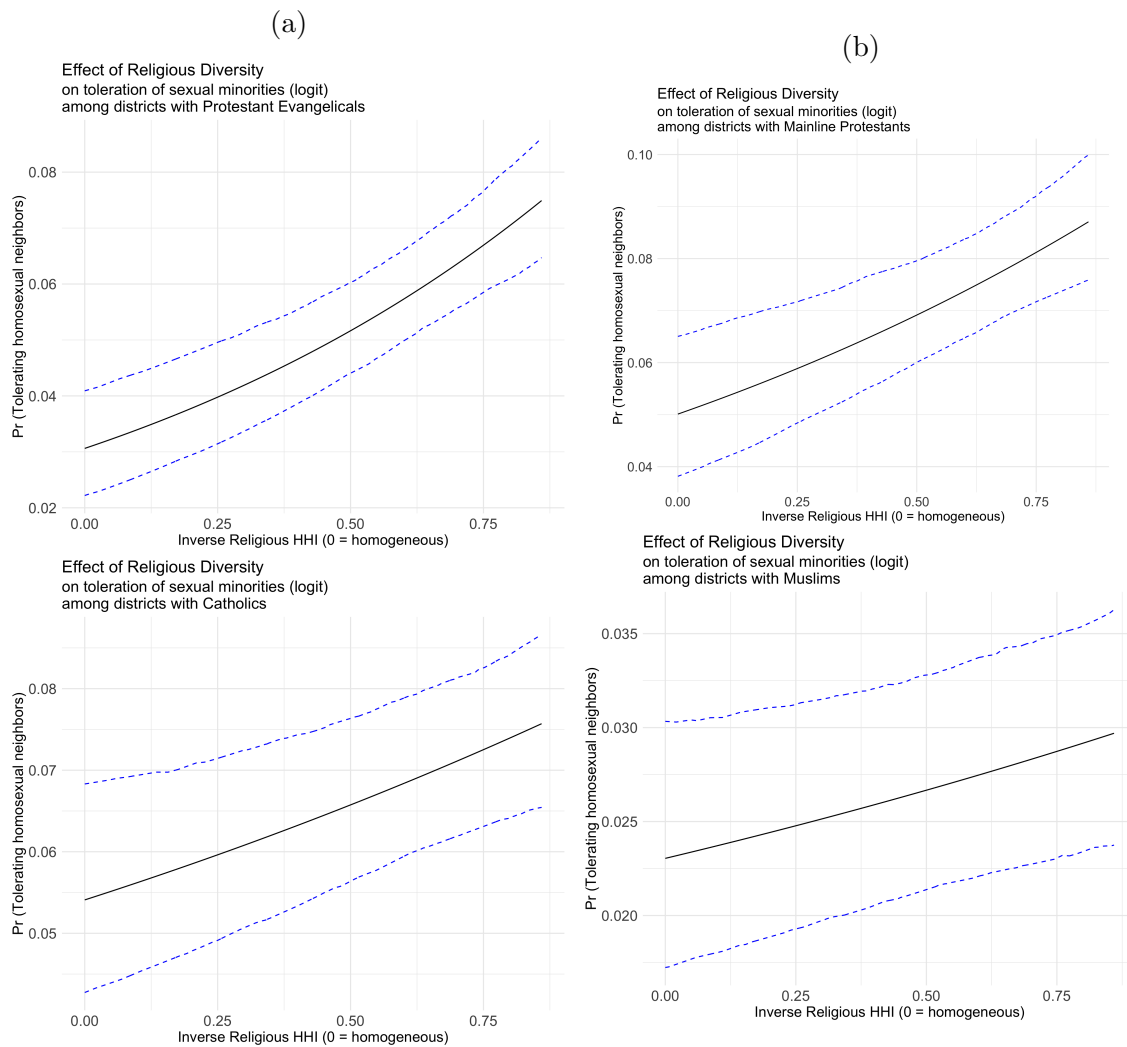 (a)
Effect of Religious Diversity
on toleration of sexual minorities (logit)
among districts with Protestant Evangelicals
Pr (Tolerating homosexual neighbors)
0.08
0.06
0.04
0.02
0.00
0.25
0.50
0.75
Inverse Religious HHI (0 = homogeneous)
(b)
Effect of Religious Diversity
on toleration of sexual minorities (logit)
among districts with Mainline Protestants
Pr (Tolerating homosexual neighbors)
0.10
0.08
0.06
0.04
0.00
0.25
0.50
0.75
Inverse Religious HHI (0 = homogeneous)
Effect of Religious Diversity
on toleration of sexual minorities (logit)
among districts with Catholics
Pr (Tolerating homosexual neighbors)
0.08
0.07
0.06
0.05
0.00
0.25
0.50
0.75
Inverse Religious HHI (0 = homogeneous)
Effect of Religious Diversity
on toleration of sexual minorities (logit)
among districts with Muslims
Pr (Tolerating homosexual neighbors)
0.035
0.030
0.025
0.020
0.00
0.25
0.50
0.75
Inverse Religious HHI (0 = homogeneous)